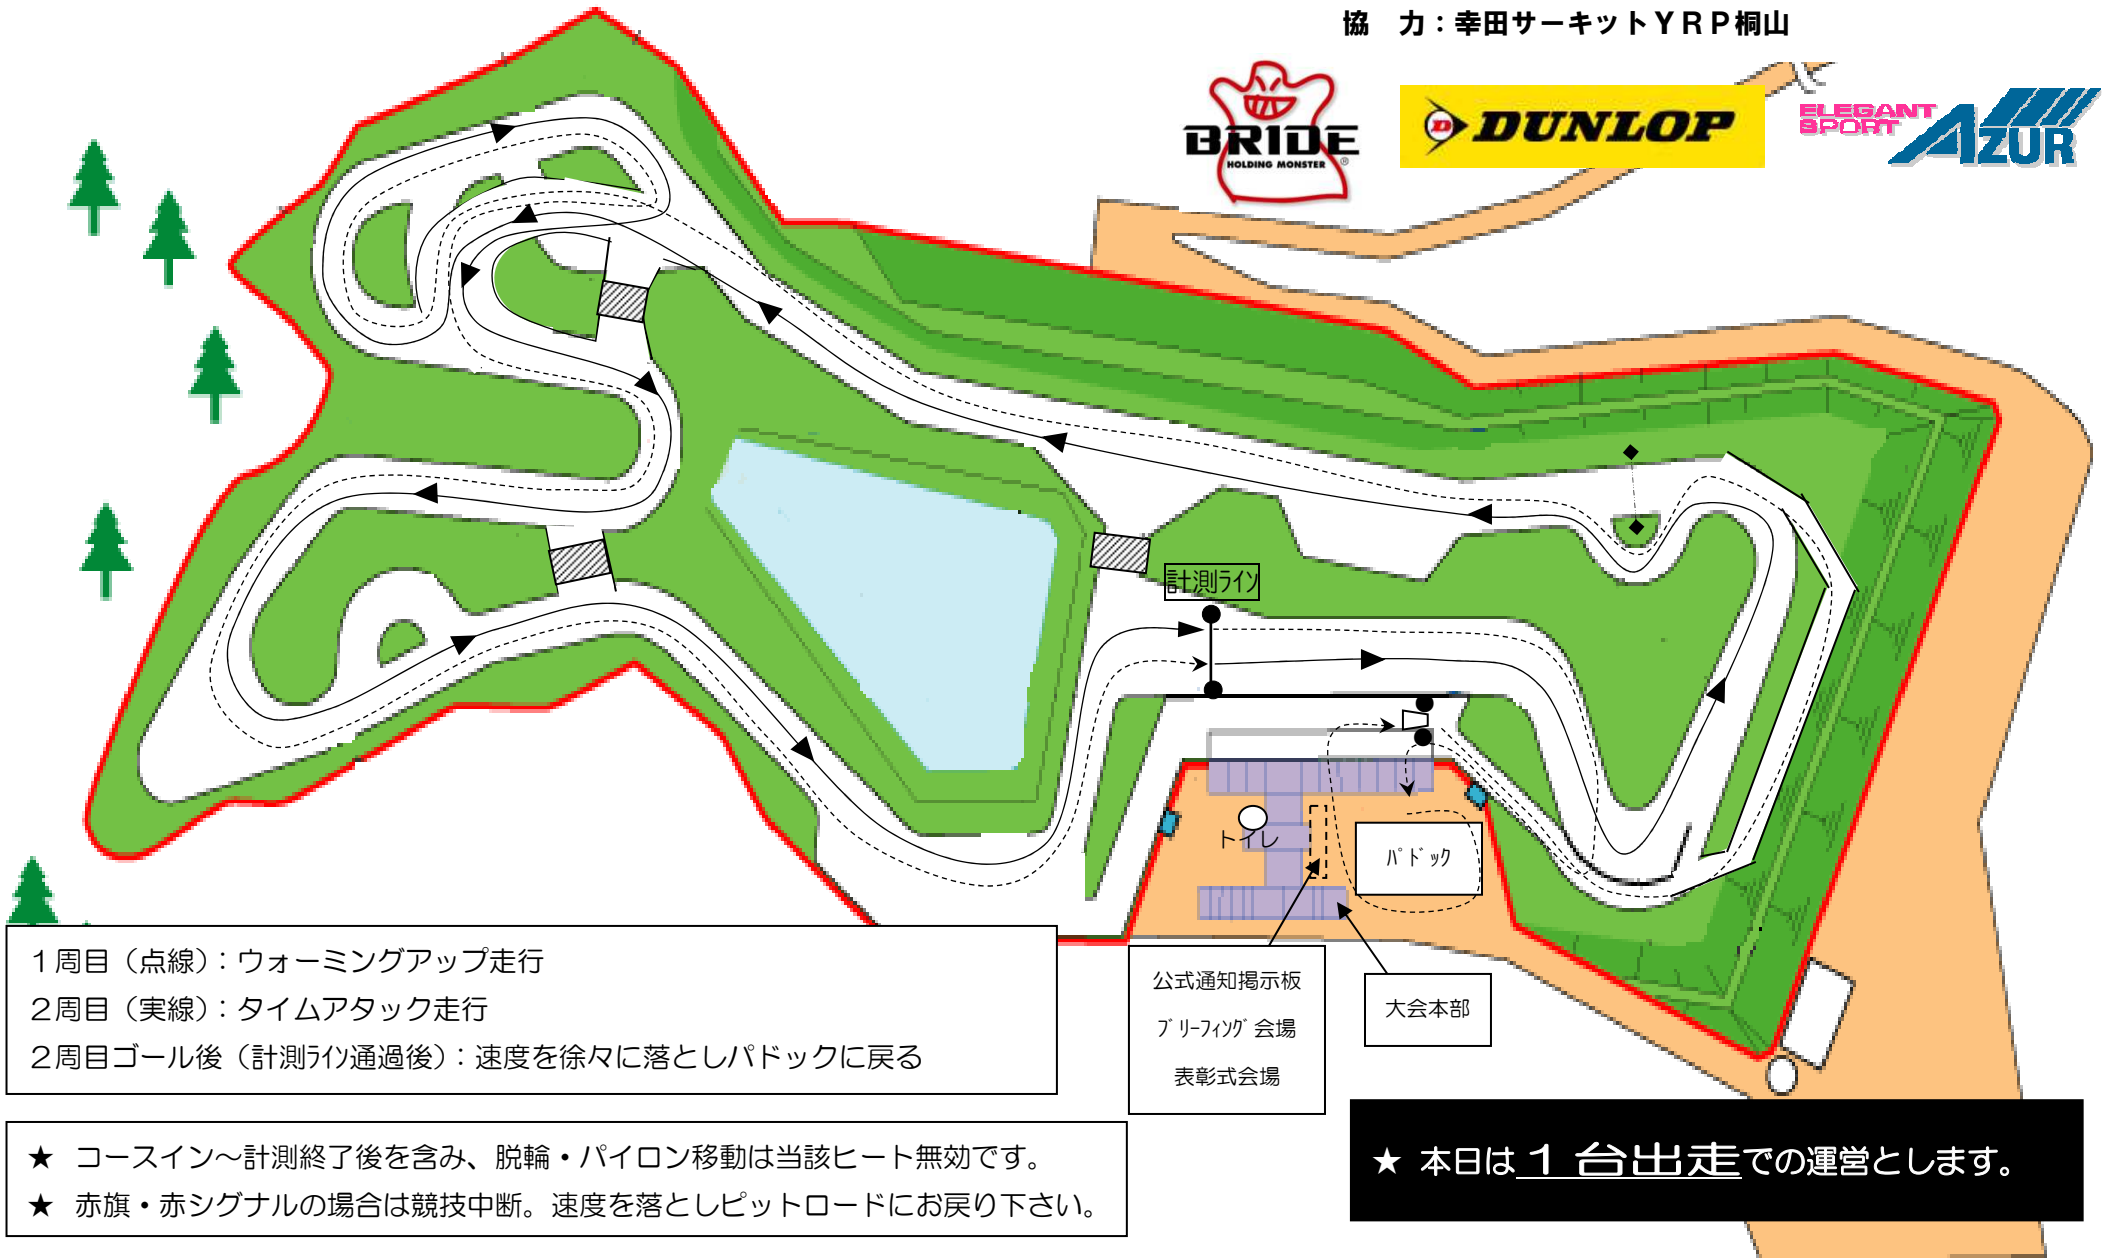 協　力：幸田サーキットＹＲＰ桐山
BRIDE
HOLDING MONSTER
®
D DUNLOP
ELEGANT
SPORT
AZUR
計測ﾗｲﾝ
トイレ
ﾊﾟﾄﾞｯｸ
１周目（点線）：ウォーミングアップ走行
２周目（実線）：タイムアタック走行
２周目ゴール後（計測ﾗｲﾝ通過後）：速度を徐々に落としパドックに戻る
公式通知掲示板
ﾌﾞﾘｰﾌｨﾝｸﾞ会場
表彰式会場
大会本部
★ コースイン～計測終了後を含み、脱輪・パイロン移動は当該ヒート無効です。
★ 赤旗・赤シグナルの場合は競技中断。速度を落としピットロードにお戻り下さい。
★ 本日は１台出走での運営とします。